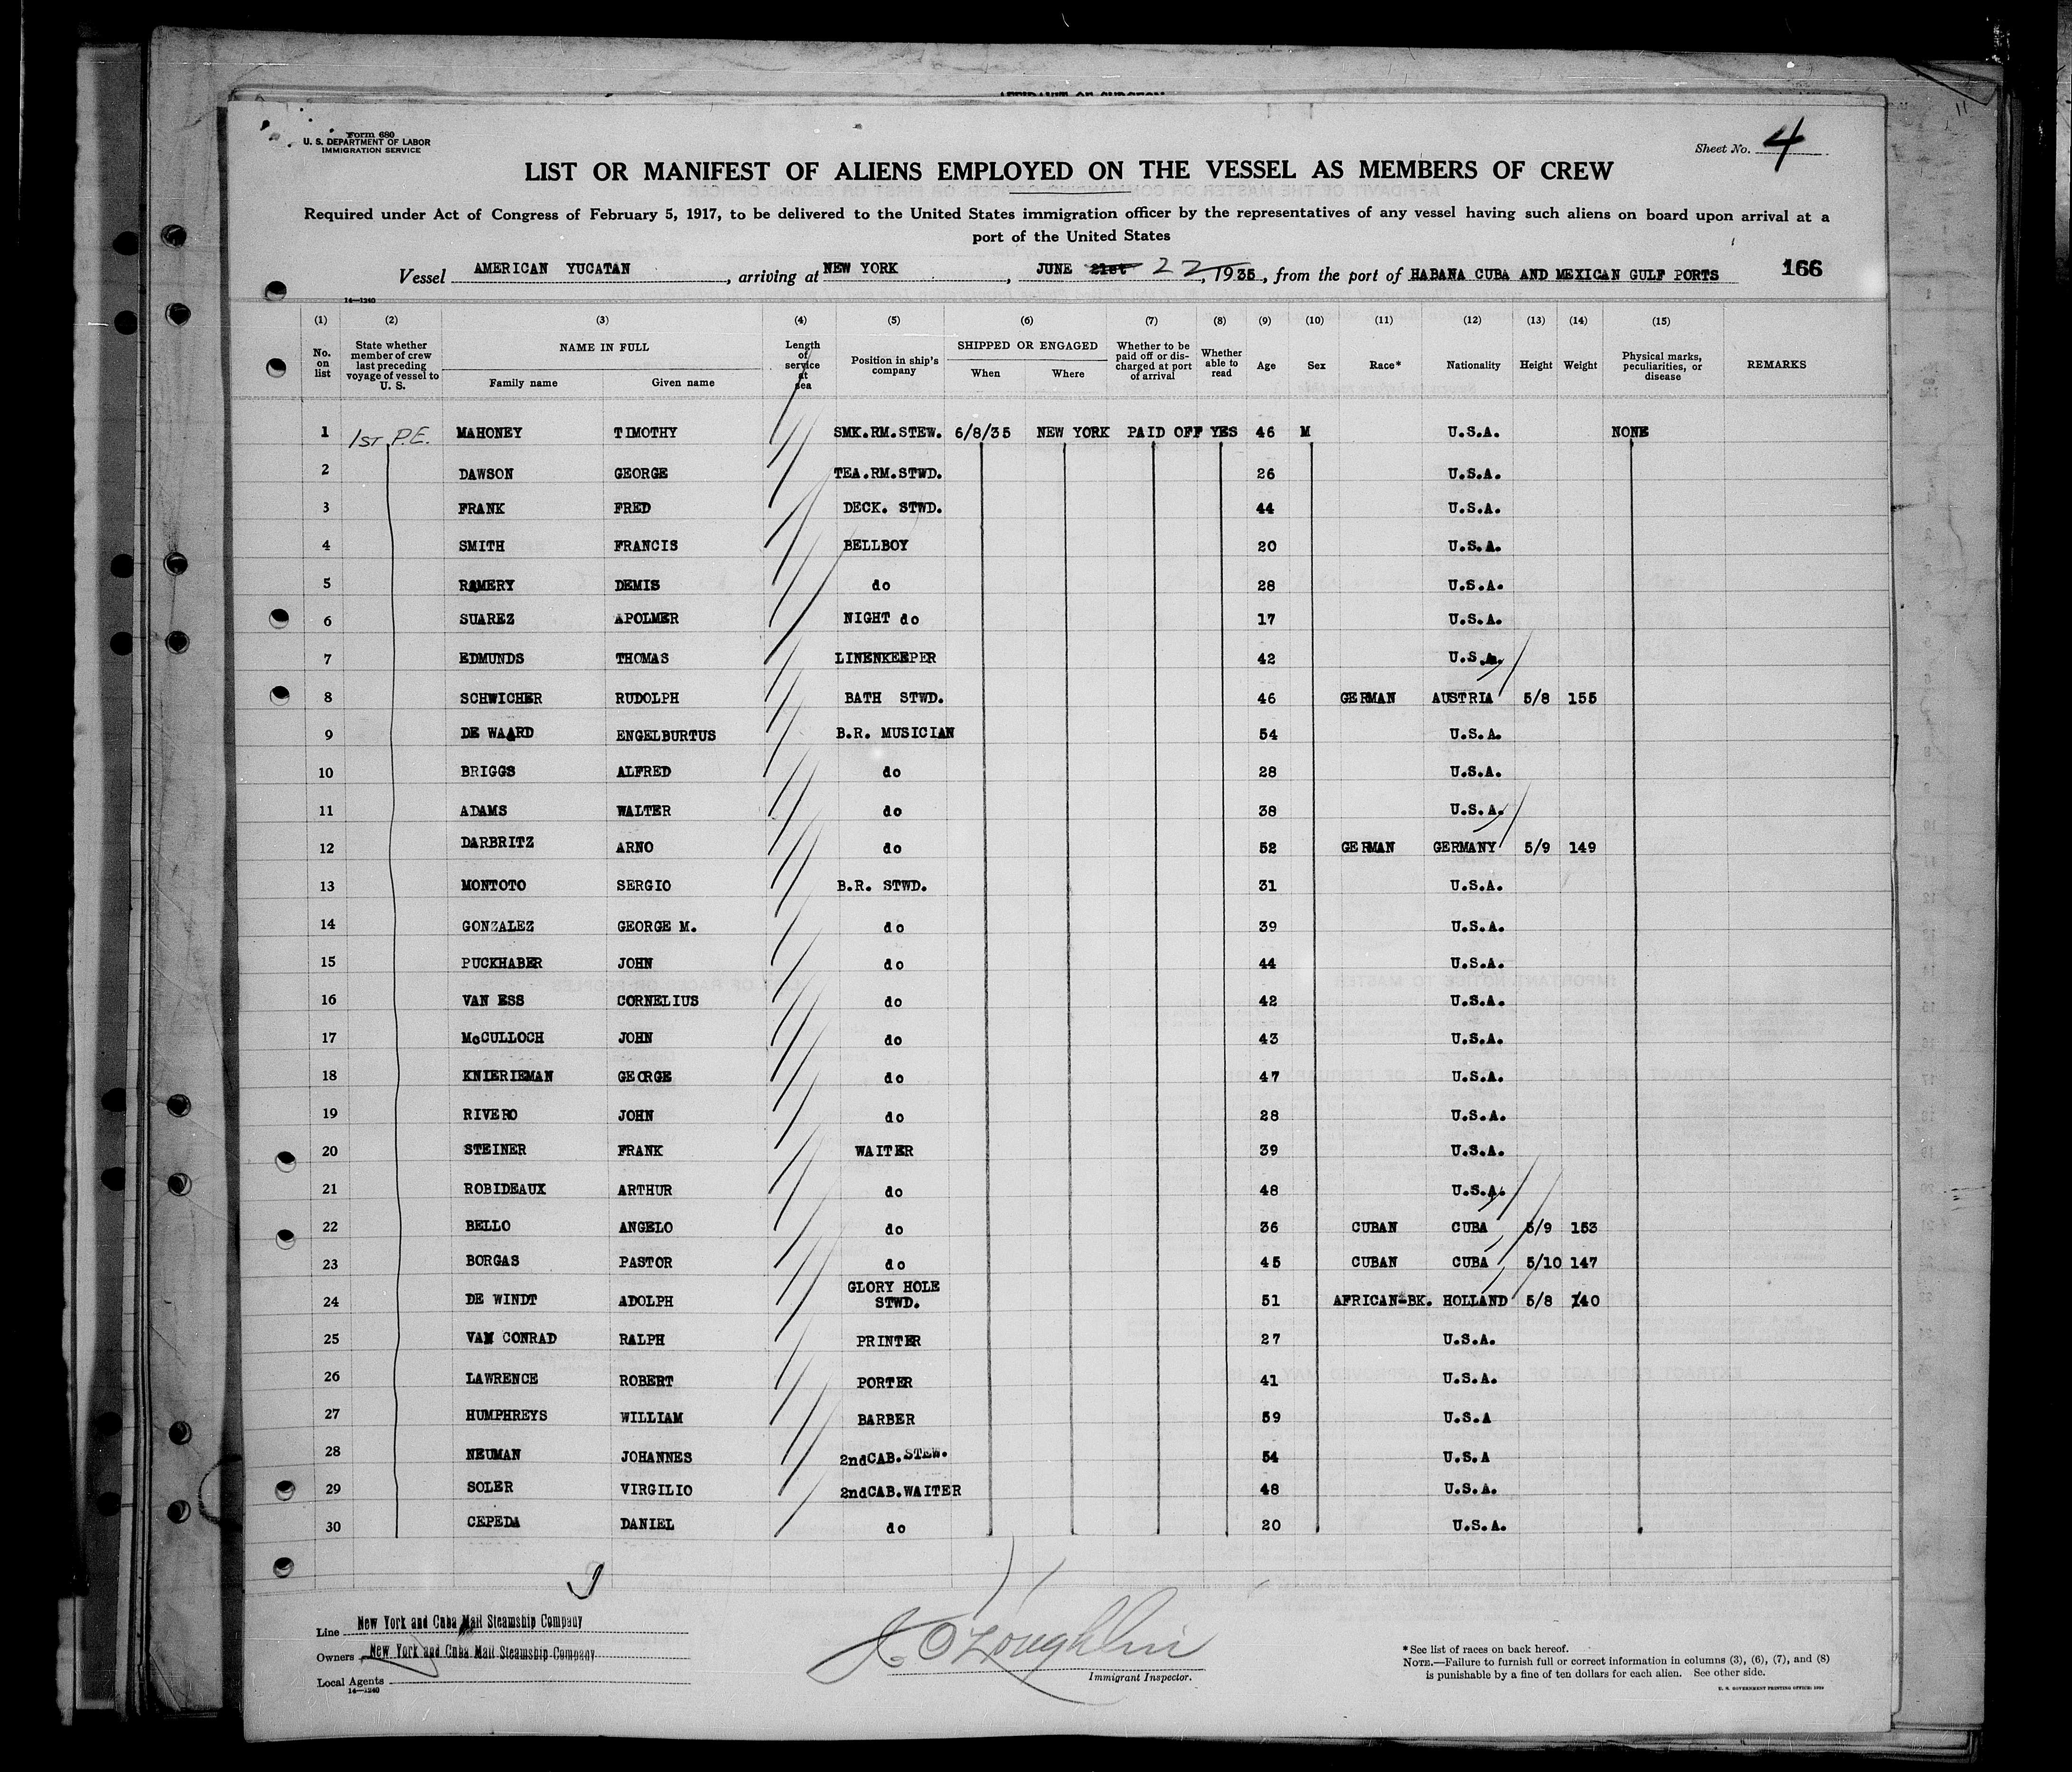 AFFIDAVIT OF SURGEON
Form 680
U. S. DEPARTMENT OF LABOR
IMMIGRATION SERVICE
Sheet No. 4
LIST OR MANIFEST OF ALIENS EMPLOYED ON THE VESSEL AS MEMBERS OF CREW
Required under Act of Congress of February 5, 1917, to be delivered to the United States immigration officer by the representatives of any vessel having such aliens on board upon arrival at a
port of the United States
Vessel AMERICAN YUCATAN, arriving at NEW YORK, JUNE 21st 22, 1935, from the port of HABANA CUBA AND MEXICAN GULF PORTS 166
14—1240
(1) (2) (3) (4) (5) (6) (7) (8) (9) (10) (11) (12) (13) (14) (15)
No. on list State whether member of crew last preceding voyage of vessel to U. S. NAME IN FULL Family name Given name Length of service at sea Position in ship's company SHIPPED OR ENGAGED When Where Whether to be paid off or discharged at port of arrival Whether able to read Age Sex Race* Nationality Height Weight Physical marks, peculiarities, or disease REMARKS
1 1ST P.E. MAHONEY TIMOTHY SMK.RM.STEW. 6/8/35 NEW YORK PAID OFF YES 46 M U.S.A. NONE
2 DAWSON GEORGE TEA.RM.STWD. 26 U.S.A.
3 FRANK FRED DECK. STWD. 44 U.S.A.
4 SMITH FRANCIS BELLBOY 20 U.S.A.
5 RAMERY DEMIS do 28 U.S.A.
6 SUAREZ APOLMER NIGHT do 17 U.S.A.
7 EDMUNDS THOMAS LINENKEEPER 42 U.S.A.
8 SCHWICHER RUDOLPH BATH STWD. 46 GERMAN AUSTRIA 5/8 155
9 DE WAARD ENGELBURTUS B.R. MUSICIAN 54 U.S.A.
10 BRIGGS ALFRED do 28 U.S.A.
11 ADAMS WALTER do 38 U.S.A.
12 DARBRITZ ARNO do 52 GERMAN GERMANY 5/9 149
13 MONTOTO SERGIO B.R. STWD. 31 U.S.A.
14 GONZALEZ GEORGE M. do 39 U.S.A.
15 PUCKHABER JOHN do 44 U.S.A.
16 VAN ESS CORNELIUS do 42 U.S.A.
17 McCULLOCH JOHN do 43 U.S.A.
18 KNIERIEMAN GEORGE do 47 U.S.A.
19 RIVERO JOHN do 28 U.S.A.
20 STEINER FRANK WAITER 39 U.S.A.
21 ROBIDEAUX ARTHUR do 48 U.S.A.
22 BELLO ANGELO do 36 CUBAN CUBA 5/9 153
23 BORGAS PASTOR do 45 CUBAN CUBA 5/10 147
24 DE WINDT ADOLPH GLORY HOLE STWD. 51 AFRICAN-BK. HOLLAND 5/8 140
25 VAN CONRAD RALPH PRINTER 27 U.S.A.
26 LAWRENCE ROBERT PORTER 41 U.S.A.
27 HUMPHREYS WILLIAM BARBER 59 U.S.A
28 NEUMAN JOHANNES 2ndCAB.STEW. 54 U.S.A
29 SOLER VIRGILIO 2ndCAB.WAITER 48 U.S.A.
30 CEPEDA DANIEL do 20 U.S.A.
Line New York and Cuba Mail Steamship Company
Owners New York and Cuba Mail Steamship Company
Local Agents
14—1240
J. O'Loughlin
Immigrant Inspector.
*See list of races on back hereof.
NOTE.—Failure to furnish full or correct information in columns (3), (6), (7), and (8)
is punishable by a fine of ten dollars for each alien. See other side.